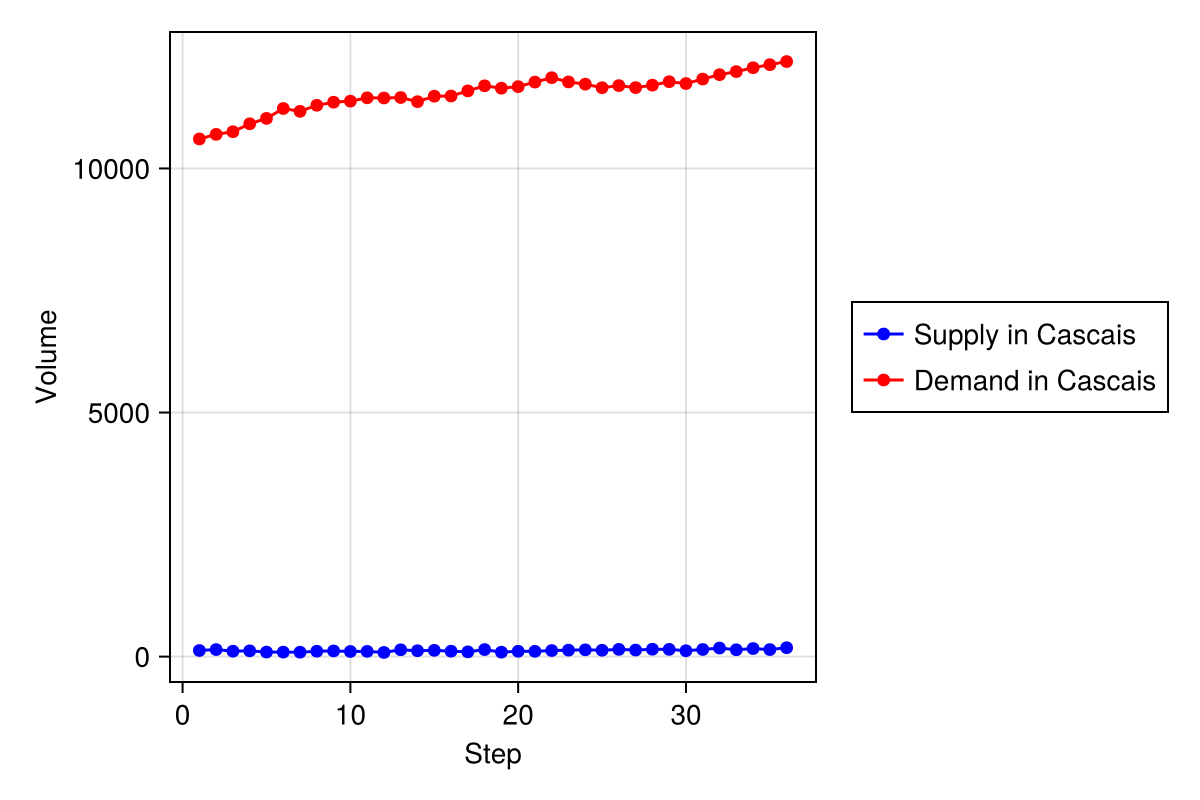 10000
5000
0
Volume
0 10 20 30
Step
Supply in Cascais
Demand in Cascais